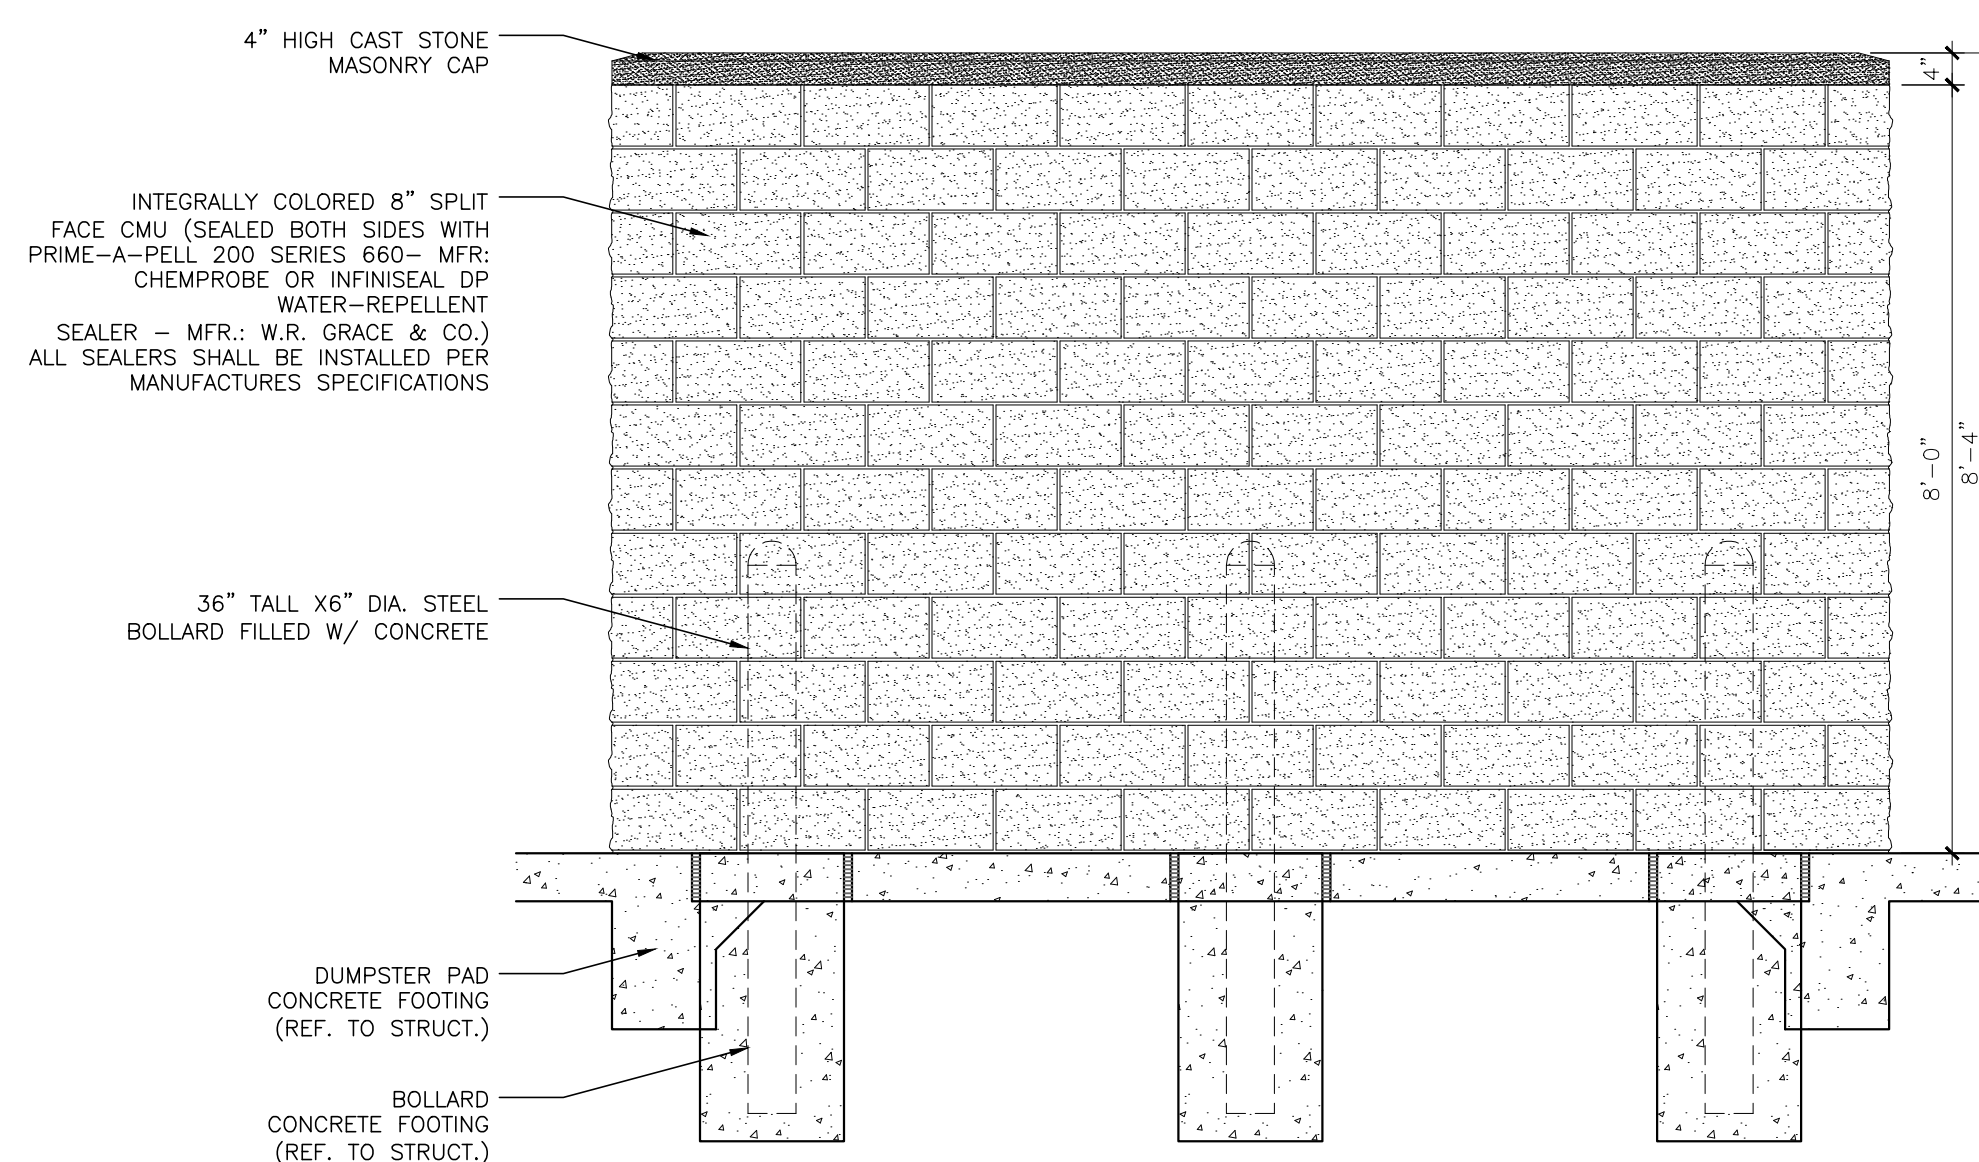 4" HIGH CAST STONE
MASONRY CAP
4"
INTEGRALLY COLORED 8" SPLIT
FACE CMU (SEALED BOTH SIDES WITH
PRIME-A-PELL 200 SERIES 660- MFR:
CHEMPROBE OR INFINISEAL DP
WATER-REPELLENT
SEALER - MFR.: W.R. GRACE & CO.)
ALL SEALERS SHALL BE INSTALLED PER
MANUFACTURES SPECIFICATIONS
8'-0"
8'-4"
36" TALL X6" DIA. STEEL
BOLLARD FILLED W/ CONCRETE
DUMPSTER PAD
CONCRETE FOOTING
(REF. TO STRUCT.)
BOLLARD
CONCRETE FOOTING
(REF. TO STRUCT.)